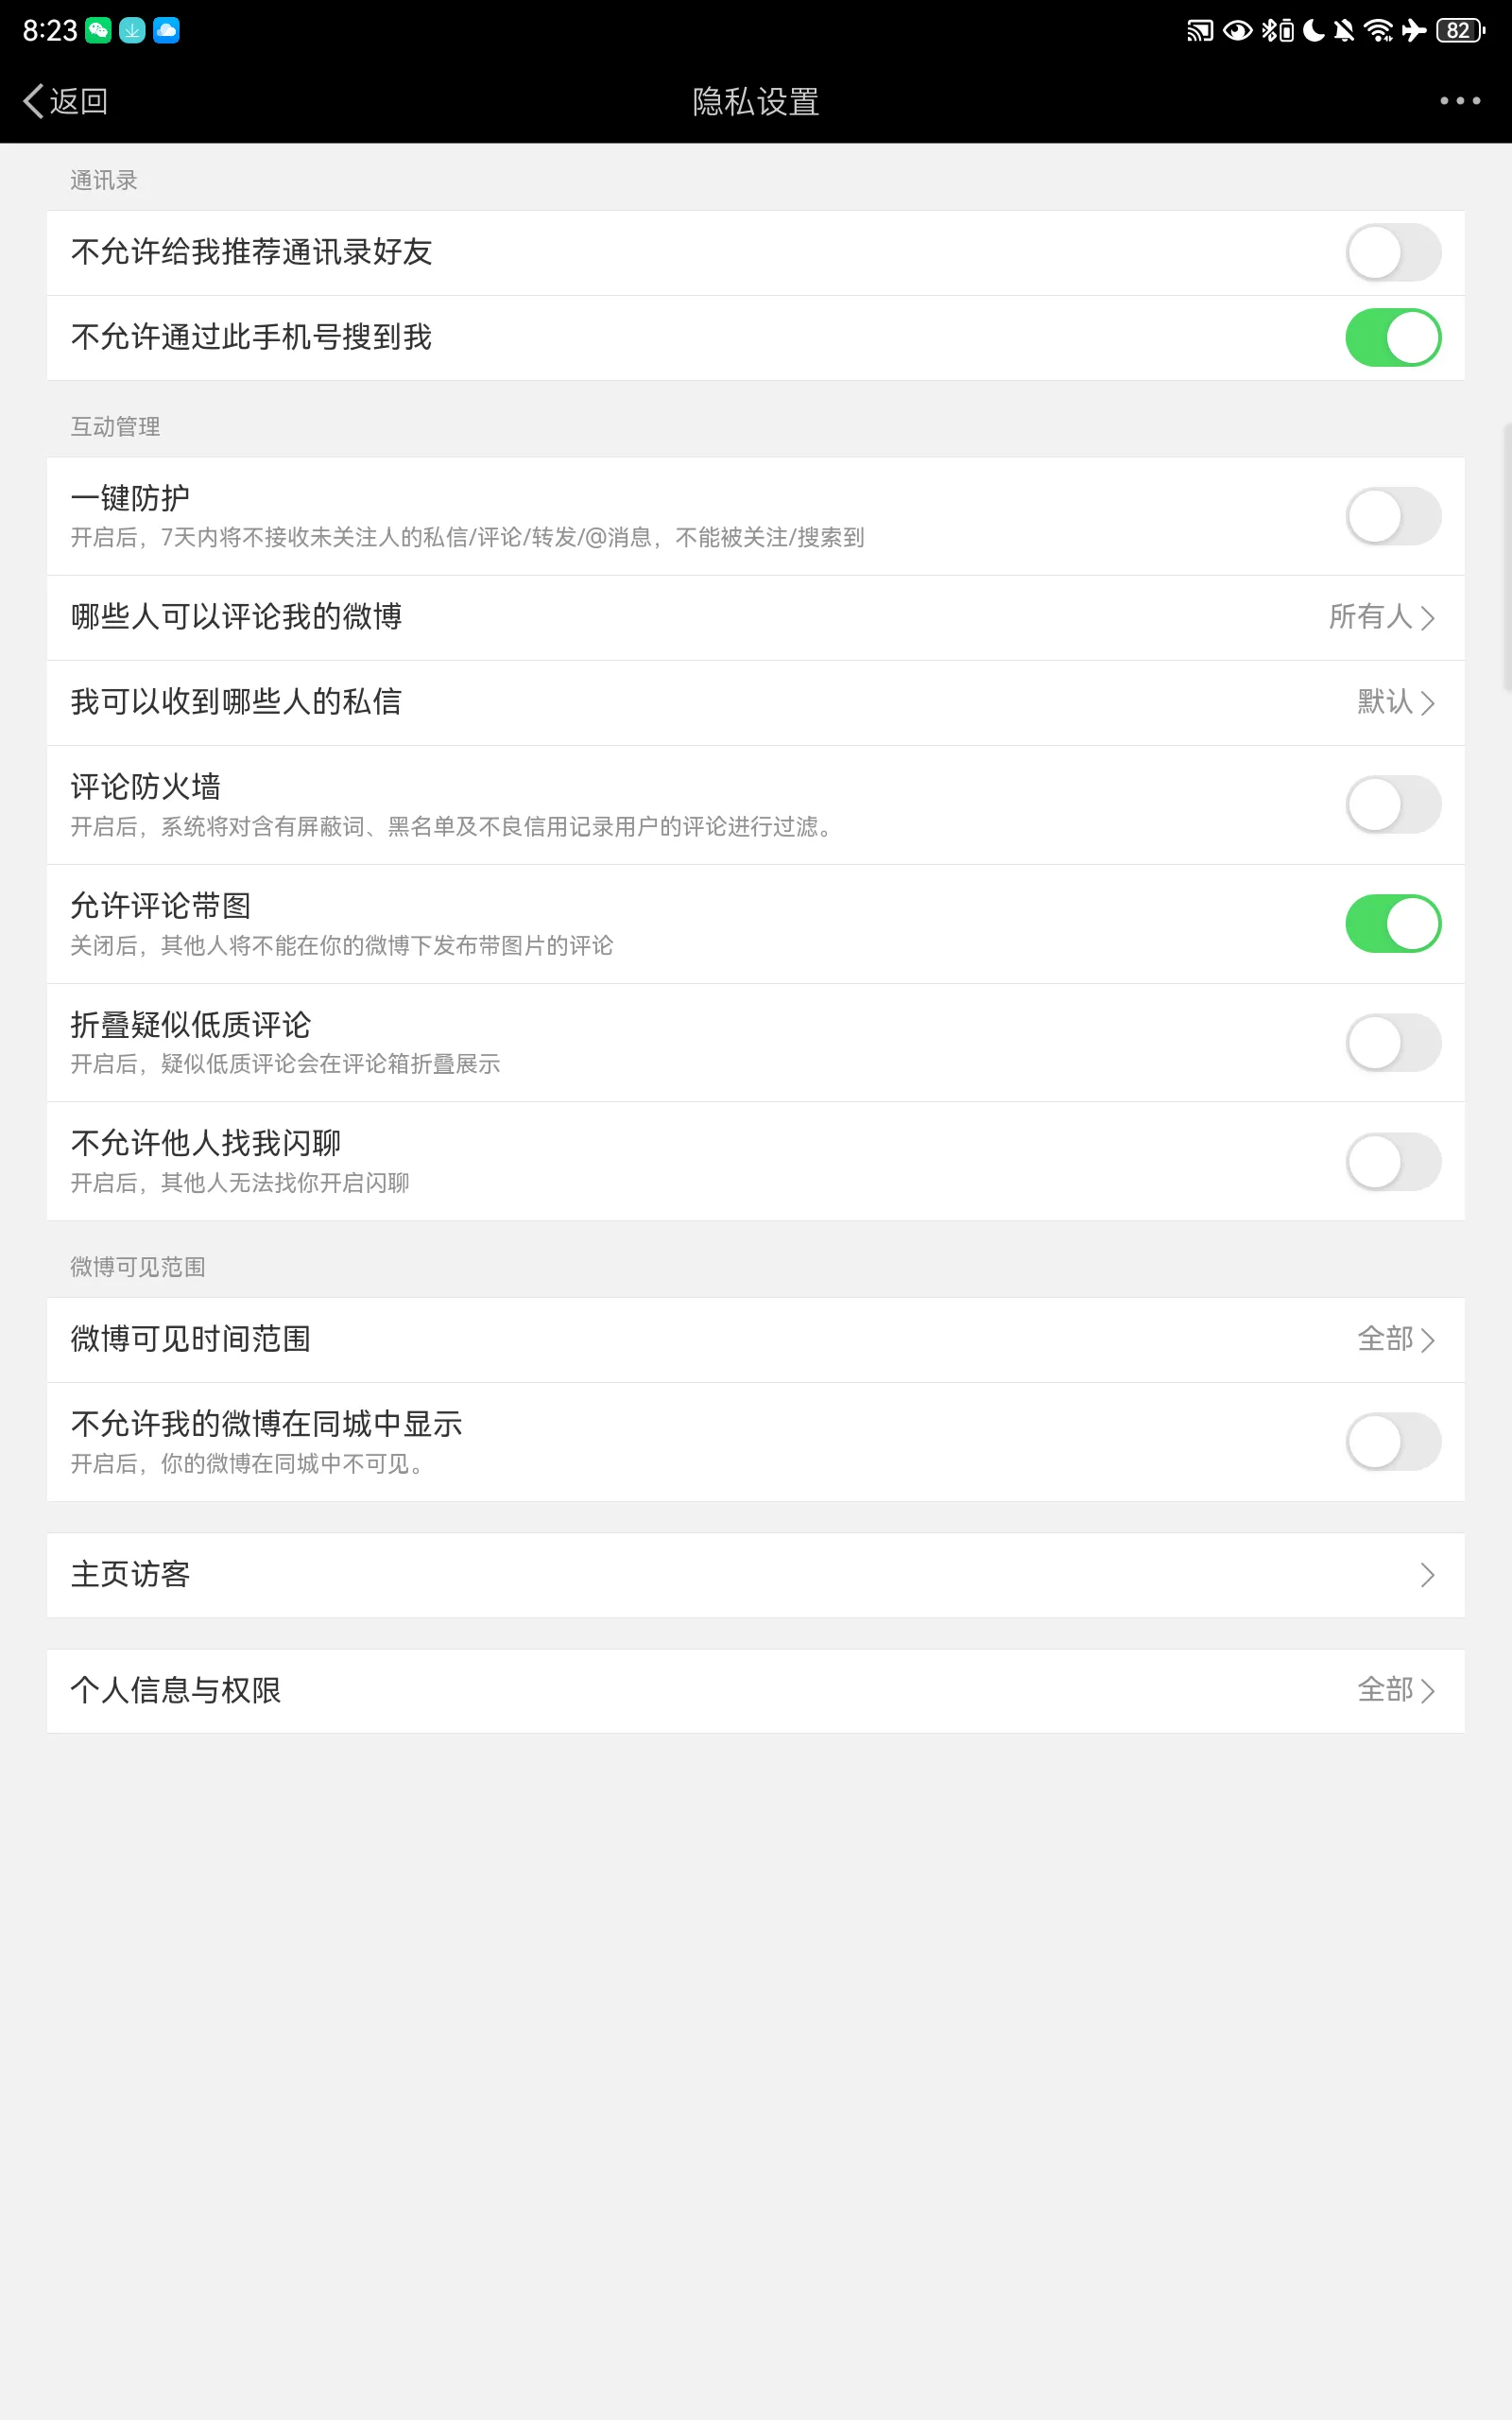 8:23
82
返回
隐私设置
通讯录
不允许给我推荐通讯录好友
不允许通过此手机号搜到我
互动管理
一键防护
开启后，7天内将不接收未关注人的私信/评论/转发/@消息，不能被关注/搜索到
哪些人可以评论我的微博
所有人
我可以收到哪些人的私信
默认
评论防火墙
开启后，系统将对含有屏蔽词、黑名单及不良信用记录用户的评论进行过滤。
允许评论带图
关闭后，其他人将不能在你的微博下发布带图片的评论
折叠疑似低质评论
开启后，疑似低质评论会在评论箱折叠展示
不允许他人找我闪聊
开启后，其他人无法找你开启闪聊
微博可见范围
微博可见时间范围
全部
不允许我的微博在同城中显示
开启后，你的微博在同城中不可见。
主页访客
个人信息与权限
全部